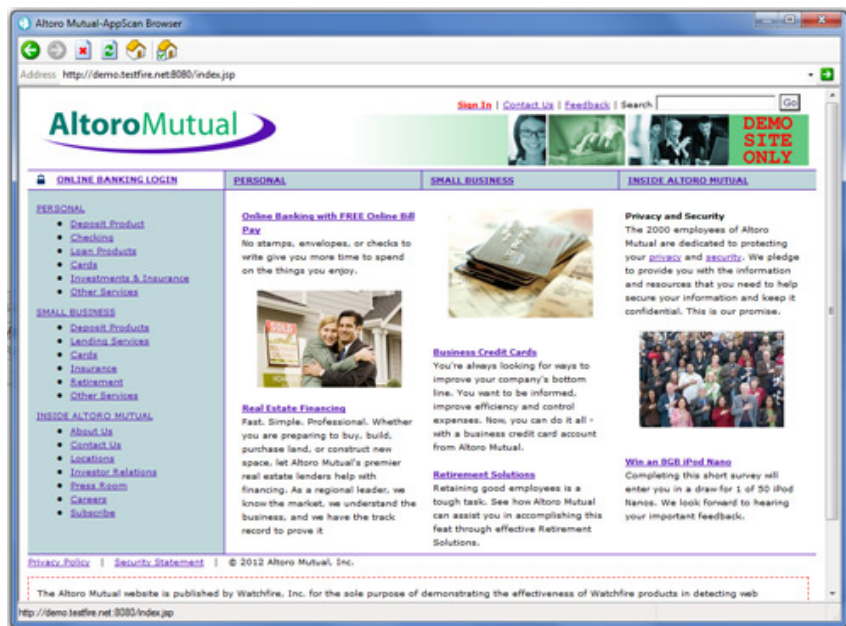 Altoro Mutual-AppScan Browser
Address http://demo.testfire.net:8080/index.jsp
Sign In | Contact Us | Feedback | Search Go
AltoroMutual
DEMO
SITE
ONLY
ONLINE BANKING LOGIN
PERSONAL
SMALL BUSINESS
INSIDE ALTORO MUTUAL
PERSONAL
Deposit Product
Checking
Loan Products
Cards
Investments & Insurance
Other Services
SMALL BUSINESS
Deposit Products
Lending Services
Cards
Insurance
Retirement
Other Services
INSIDE ALTORO MUTUAL
About Us
Contact Us
Locations
Investor Relations
Press Room
Careers
Subscribe
Online Banking with FREE Online Bill
Pay
No stamps, envelopes, or checks to
write give you more time to spend
on the things you enjoy.
SOLD
Real Estate Financing
Fast. Simple. Professional. Whether
you are preparing to buy, build,
purchase land, or construct new
space, let Altoro Mutual's premier
real estate lenders help with
financing. As a regional leader, we
know the market, we understand the
business, and we have the track
record to prove it
Business Credit Cards
You're always looking for ways to
improve your company's bottom
line. You want to be informed,
improve efficiency and control
expenses. Now, you can do it all -
with a business credit card account
from Altoro Mutual.
Retirement Solutions
Retaining good employees is a
tough task. See how Altoro Mutual
can assist you in accomplishing this
feat through effective Retirement
Solutions.
Privacy and Security
The 2000 employees of Altoro
Mutual are dedicated to protecting
your privacy and security. We pledge
to provide you with the information
and resources that you need to help
secure your information and keep it
confidential. This is our promise.
Win an 8GB iPod Nano
Completing this short survey will
enter you in a draw for 1 of 50 iPod
Nanos. We look forward to hearing
your important feedback.
Privacy Policy | Security Statement | © 2012 Altoro Mutual, Inc.
The Altoro Mutual website is published by Watchfire, Inc. for the sole purpose of demonstrating the effectiveness of Watchfire products in detecting web
http://demo.testfire.net:8080/index.jsp